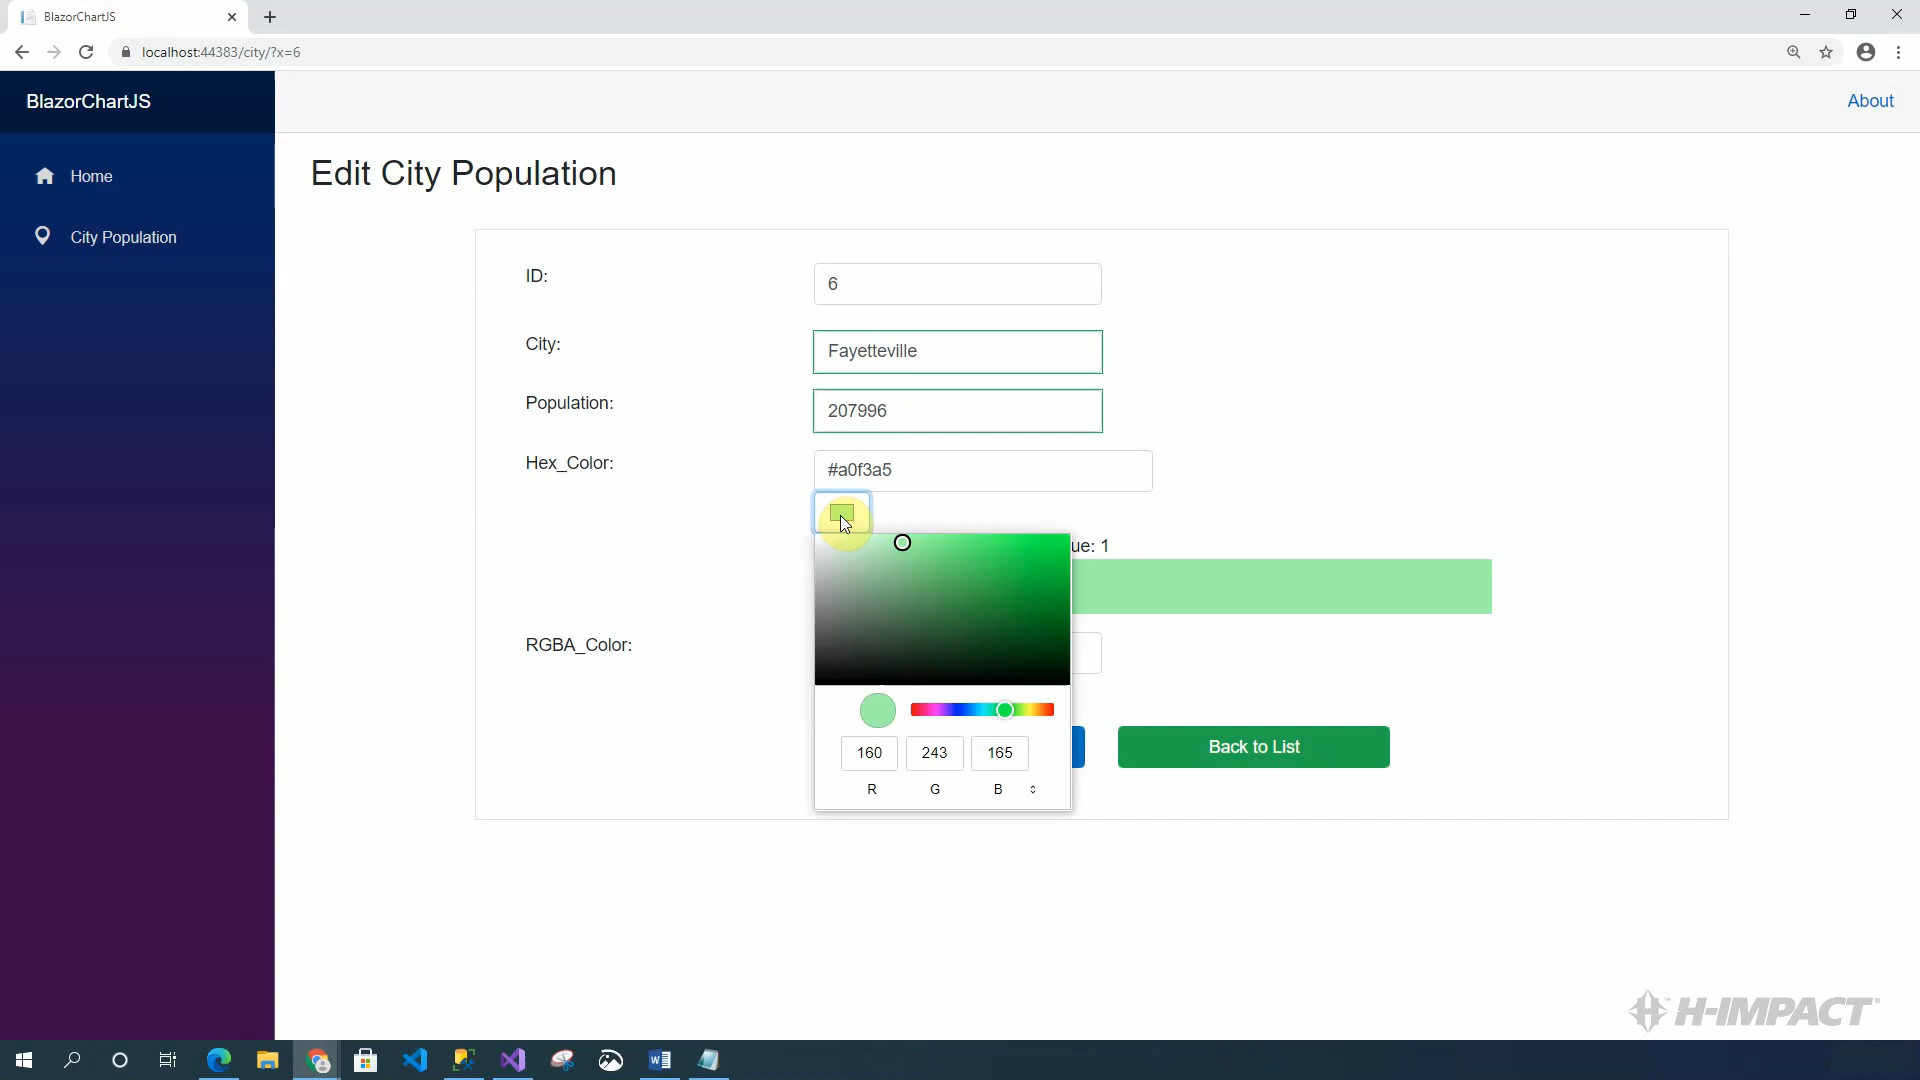 BlazorChartJS
localhost:44383/city/?x=6
BlazorChartJS
About
Home
City Population
Edit City Population
ID:
6
City:
Fayetteville
Population:
207996
Hex_Color:
#a0f3a5
ue: 1
RGBA_Color:
160
243
165
R
G
B
Back to List
H-IMPACT